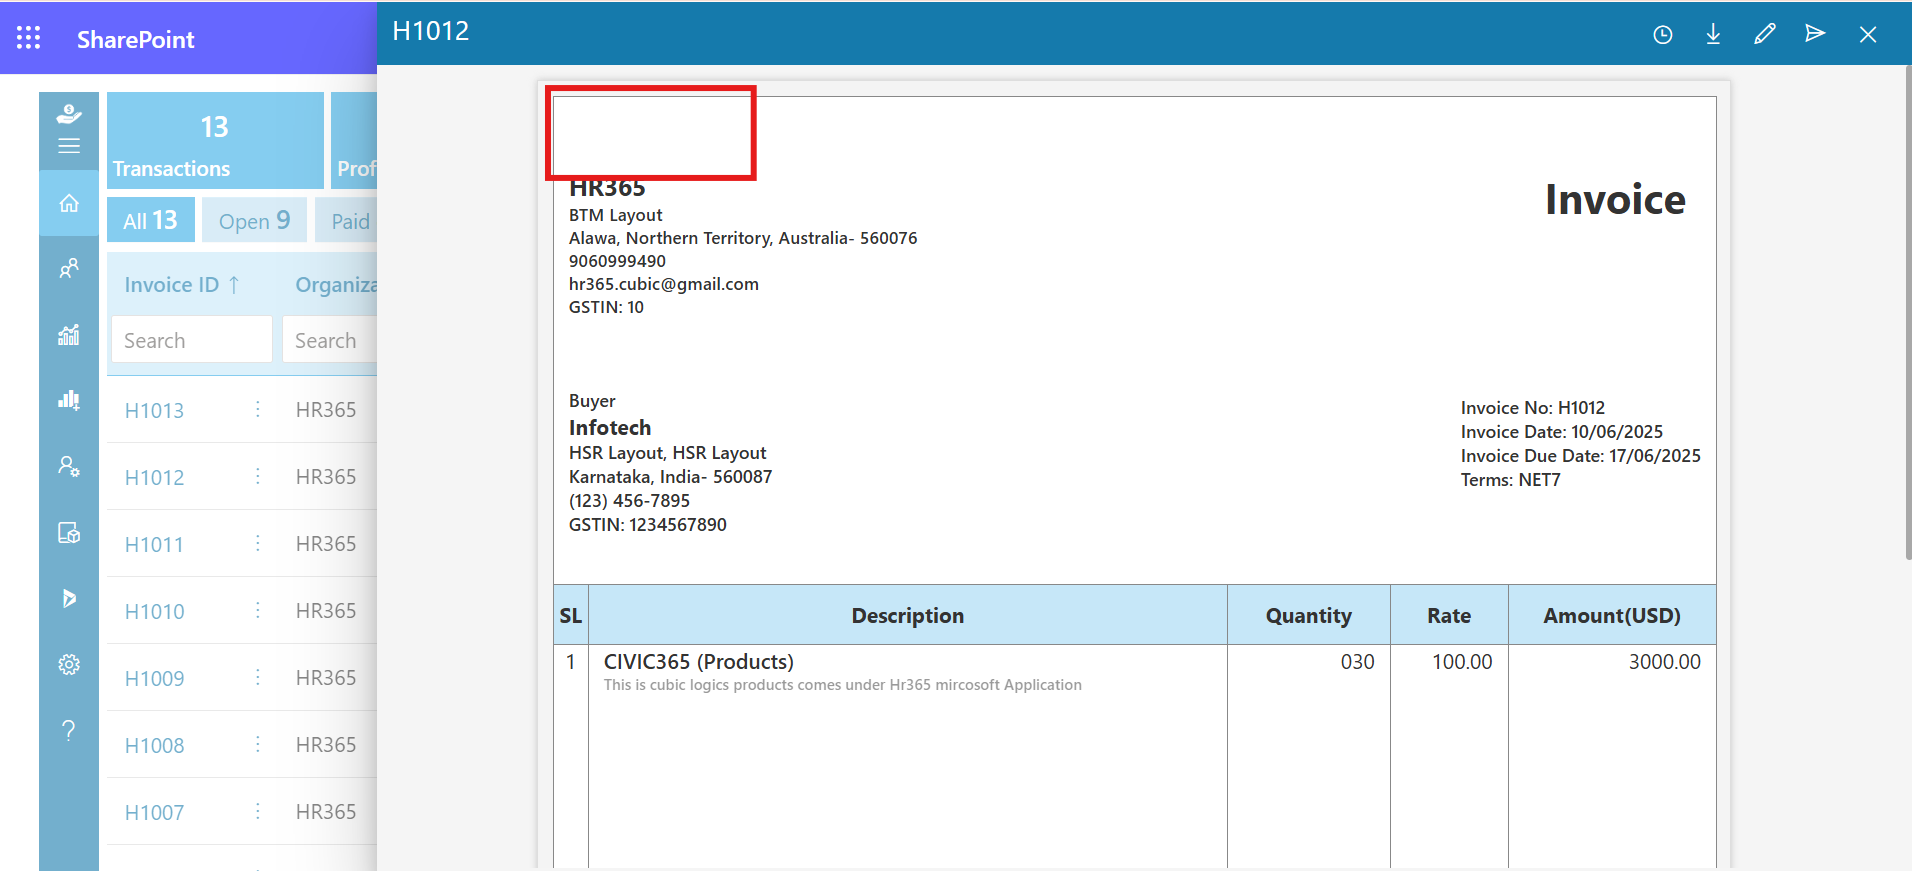 SharePoint
H1012
13
Transactions
Prof
All 13
Open 9
Paid
Invoice ID ↑
Organiza
Search
Search
H1013
HR365
H1012
HR365
H1011
HR365
H1010
HR365
H1009
HR365
H1008
HR365
H1007
HR365
HR365
BTM Layout
Alawa, Northern Territory, Australia- 560076
9060999490
hr365.cubic@gmail.com
GSTIN: 10
Invoice
Buyer
Infotech
HSR Layout, HSR Layout
Karnataka, India- 560087
(123) 456-7895
GSTIN: 1234567890
Invoice No: H1012
Invoice Date: 10/06/2025
Invoice Due Date: 17/06/2025
Terms: NET7
SL Description Quantity Rate Amount(USD)
1 CIVIC365 (Products) 030 100.00 3000.00
This is cubic logics products comes under Hr365 mircosoft Application